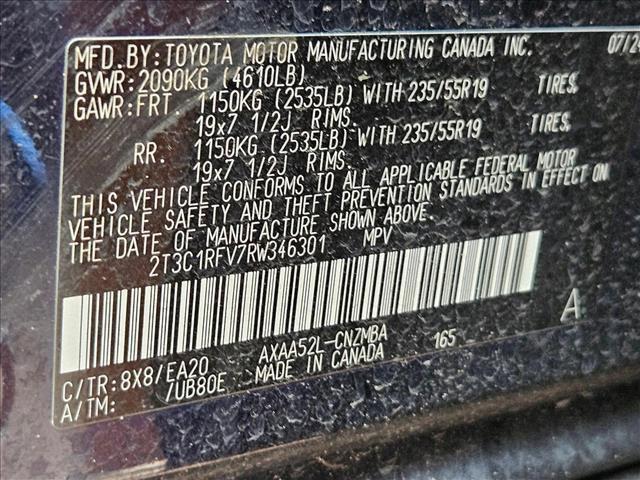 MFD. BY: TOYOTA MOTOR MANUFACTURING CANADA INC. 07/2
GVWR: 2090KG (4610LB)
GAWR: FRT. 1150KG (2535LB) WITH 235/55R19 TIRES,
19x7 1/2J RIMS.
RR. 1150KG (2535LB) WITH 235/55R19 TIRES,
19x7 1/2J RIMS.
THIS VEHICLE CONFORMS TO ALL APPLICABLE FEDERAL MOTOR
VEHICLE SAFETY AND THEFT PREVENTION STANDARDS IN EFFECT ON
THE DATE OF MANUFACTURE SHOWN ABOVE.
2T3C1RFV7RW346301 MPV
A
C/TR: 8X8/EA20 AXAA52L-CNZMBA 165
A/TM: /UB80E MADE IN CANADA